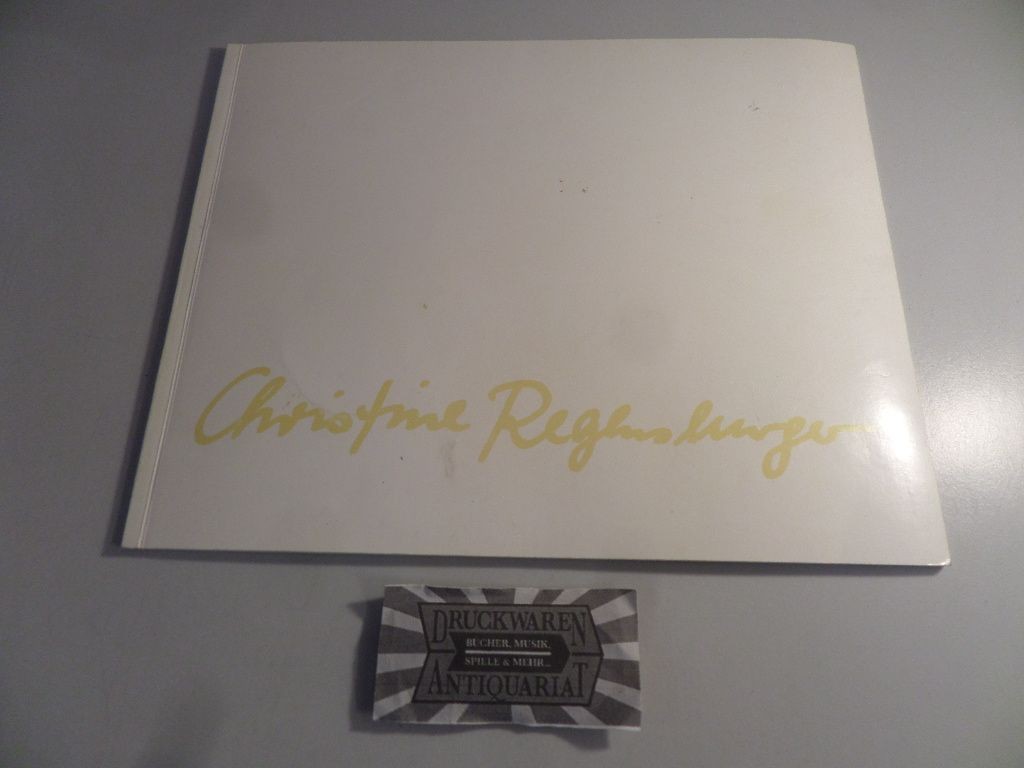 Christine Regensburger
DRUCKWAREN
BÜCHER, MUSIK,
SPIELE & MEHR...
ANTIQUARIAT